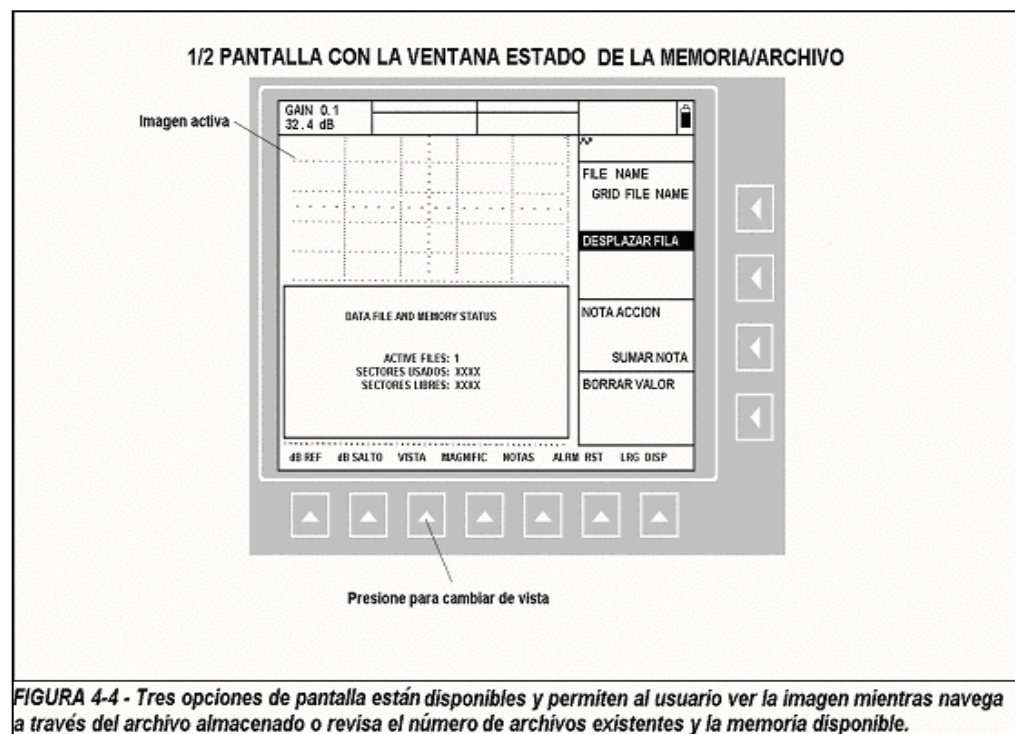 1/2 PANTALLA CON LA VENTANA ESTADO DE LA MEMORIA/ARCHIVO
Imagen activa
GAIN 0.1
32.4 dB
FILE NAME
GRID FILE NAME
DESPLAZAR FILA
NOTA ACCION
SUMAR NOTA
BORRAR VALOR
DATA FILE AND MEMORY STATUS
ACTIVE FILES: 1
SECTORES USADOS: XXXX
SECTORES LIBRES: XXXX
dB REF dB SALTO VISTA MAGNIFIC NOTAS ALRM RST LRG DISP
Presione para cambiar de vista
FIGURA 4-4 - Tres opciones de pantalla están disponibles y permiten al usuario ver la imagen mientras navega
a través del archivo almacenado o revisa el número de archivos existentes y la memoria disponible.